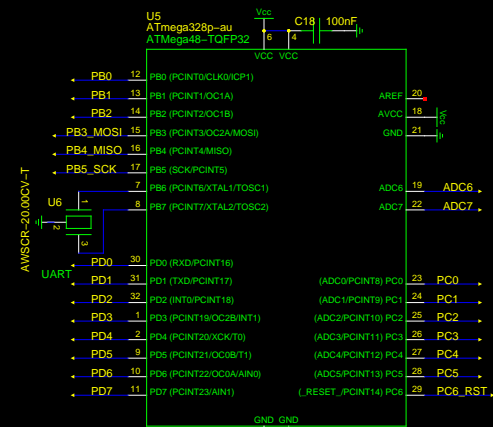 U5
ATmega328p-au
ATmega48-TQFP32
Vcc
C18 100nF
6 4
VCC VCC
PB0 12 PB0 (PCINT0/CLK0/ICP1)
PB1 13 PB1 (PCINT1/OC1A)
AREF 20
PB2 14 PB2 (PCINT2/OC1B)
AVCC 18 Vcc
PB3_MOSI 15 PB3 (PCINT3/OC2A/MOSI)
GND 21
PB4_MISO 16 PB4 (PCINT4/MISO)
PB5_SCK 17 PB5 (SCK/PCINT5)
7 PB6 (PCINT6/XTAL1/TOSC1)
ADC6 19 ADC6
8 PB7 (PCINT7/XTAL2/TOSC2)
ADC7 22 ADC7
AWSCR-20.00CV-T
U6
1
2
3
UART
PD0 30 PD0 (RXD/PCINT16)
PD1 31 PD1 (TXD/PCINT17)
(ADC0/PCINT8) PC0 23 PC0
PD2 32 PD2 (INT0/PCINT18)
(ADC1/PCINT9) PC1 24 PC1
PD3 1 PD3 (PCINT19/OC2B/INT1)
(ADC2/PCINT10) PC2 25 PC2
PD4 2 PD4 (PCINT20/XCK/T0)
(ADC3/PCINT11) PC3 26 PC3
PD5 9 PD5 (PCINT21/OC0B/T1)
(ADC4/PCINT12) PC4 27 PC4
PD6 10 PD6 (PCINT22/OC0A/AIN0)
(ADC5/PCINT13) PC5 28 PC5
PD7 11 PD7 (PCINT23/AIN1)
(_RESET_/PCINT14) PC6 29 PC6_RST
GND GND